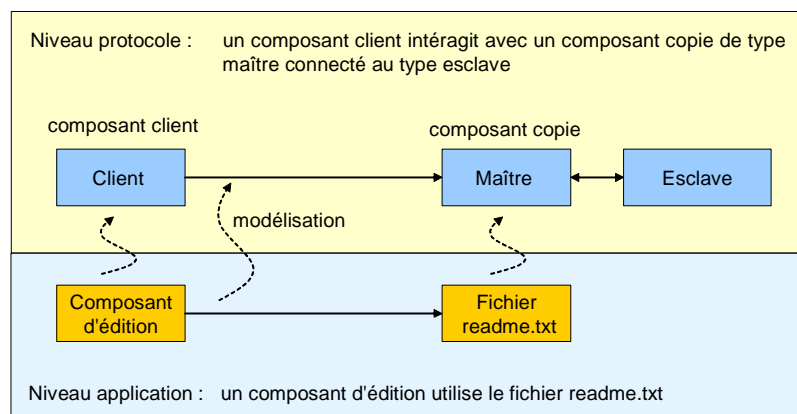 Niveau protocole : un composant client intéragit avec un composant copie de type
maître connecté au type esclave
composant client
composant copie
Client
Maître
Esclave
modélisation
Composant
d'édition
Fichier
readme.txt
Niveau application : un composant d'édition utilise le fichier readme.txt